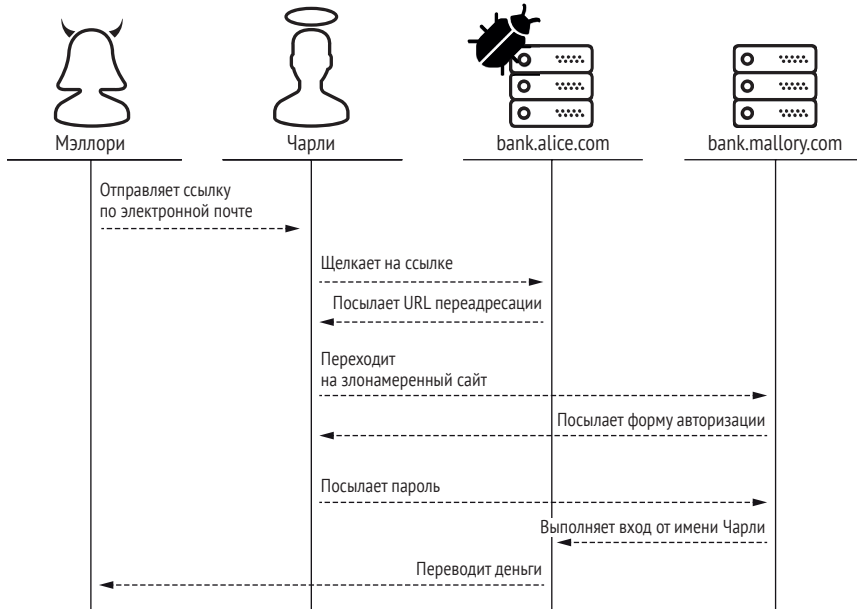 Мэллори
Чарли
bank.alice.com
bank.mallory.com
Отправляет ссылку
по электронной почте
Щелкает на ссылке
Посылает URL переадресации
Переходит
на злонамеренный сайт
Посылает форму авторизации
Посылает пароль
Выполняет вход от имени Чарли
Переводит деньги